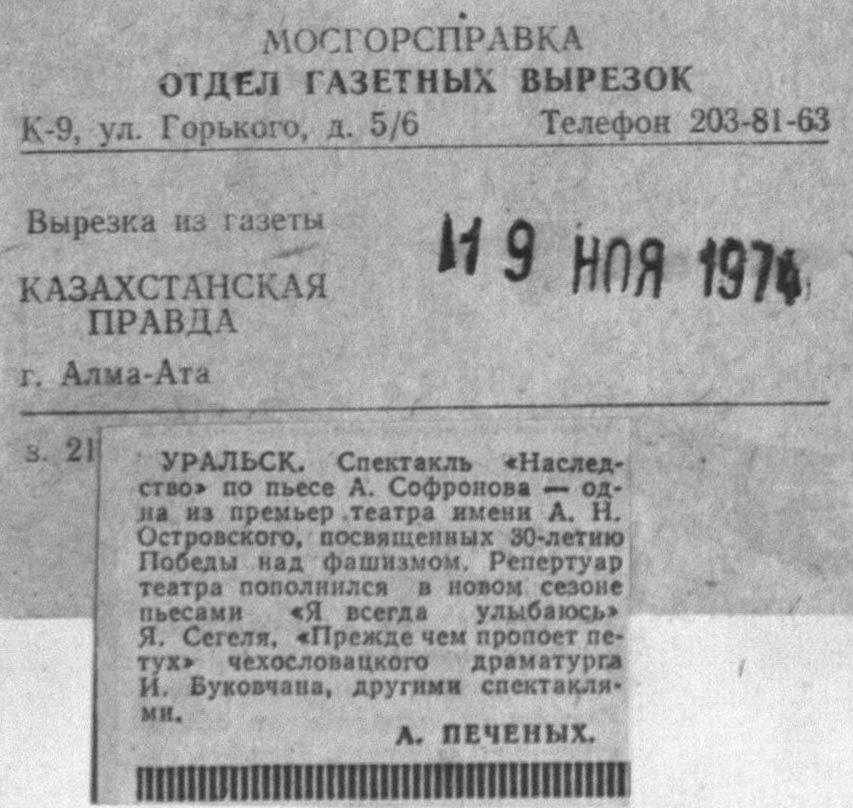 МОСГОРСПРАВКА
ОТДЕЛ ГАЗЕТНЫХ ВЫРЕЗОК
К-9, ул. Горького, д. 5/6 Телефон 203-81-63
Вырезка из газеты
19 НОЯ 1974
КАЗАХСТАНСКАЯ
ПРАВДА
г. Алма-Ата
з. 21
УРАЛЬСК. Спектакль «Наслед-
ство» по пьесе А. Софронова — од-
на из премьер театра имени А. Н.
Островского, посвященных 30-летию
Победы над фашизмом. Репертуар
театра пополнился в новом сезоне
пьесами «Я всегда улыбаюсь»
Я. Сегеля, «Прежде чем пропоет пе-
тух» чехословацкого драматурга
И. Буковчана, другими спектакля-
ми.
А. ПЕЧЕНЫХ.